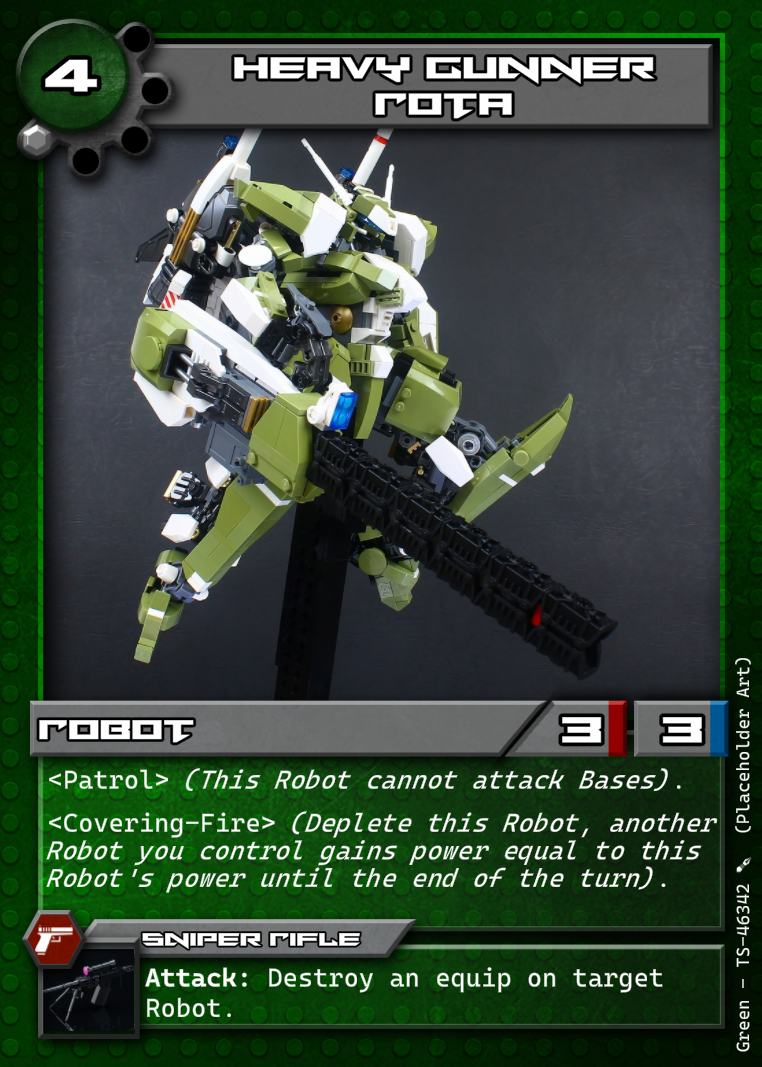 4
HEAVY GUNNER
ROTA
ROBOT
3
3
<Patrol> (This Robot cannot attack Bases).
<Covering-Fire> (Deplete this Robot, another
Robot you control gains power equal to this
Robot's power until the end of the turn).
SNIPER RIFLE
Attack: Destroy an equip on target
Robot.
Green - TS-46342 (Placeholder Art)